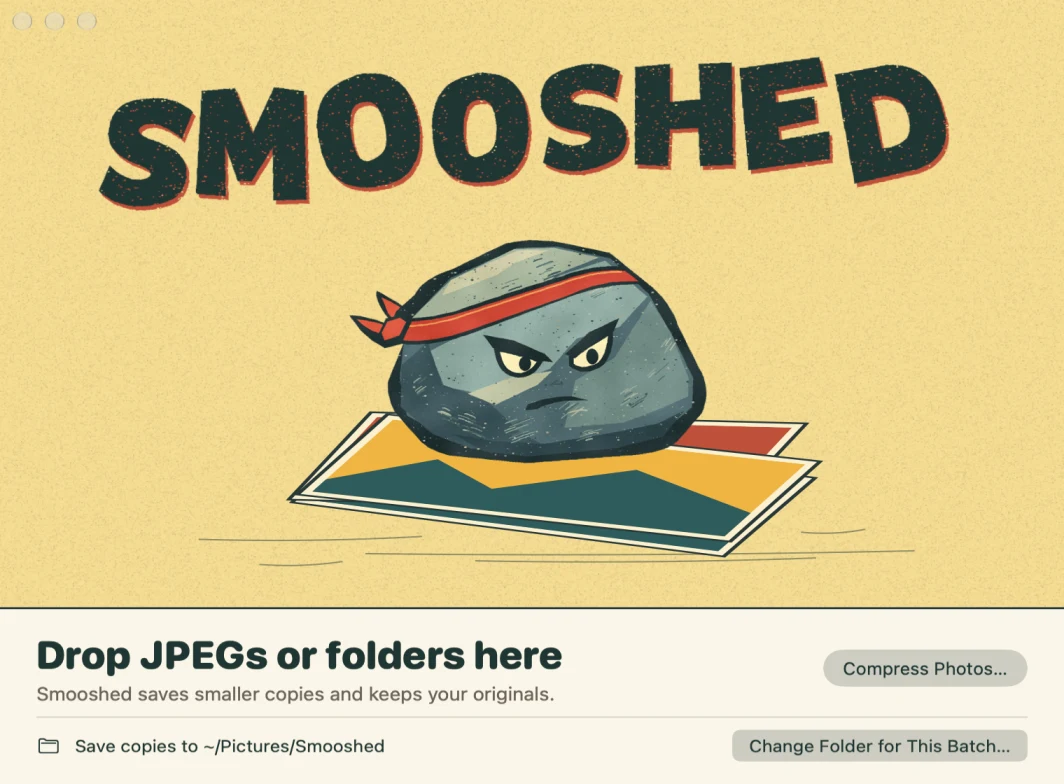 SMOOSHED
Drop JPEGs or folders here
Smooshed saves smaller copies and keeps your originals.
Compress Photos...
Save copies to ~/Pictures/Smooshed
Change Folder for This Batch...